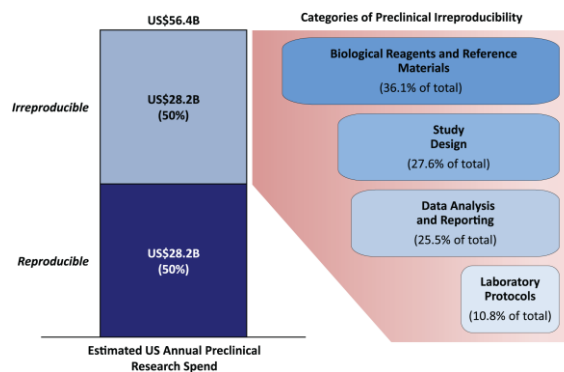 US$56.4B
Categories of Preclinical Irreproducibility
Irreproducible
US$28.2B
(50%)
Biological Reagents and Reference
Materials
(36.1% of total)
Study
Design
(27.6% of total)
Data Analysis
and Reporting
(25.5% of total)
Reproducible
US$28.2B
(50%)
Laboratory
Protocols
(10.8% of total)
Estimated US Annual Preclinical
Research Spend